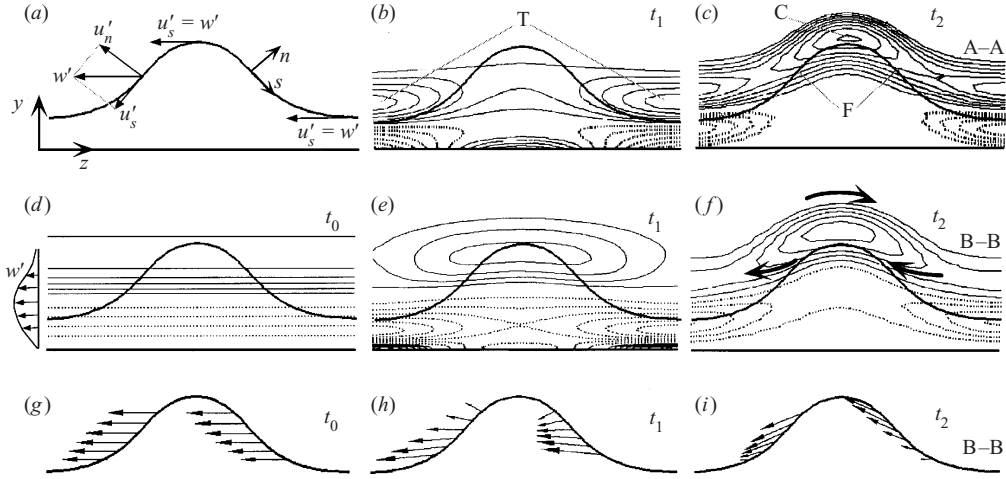 (a)
u′n
u′s = w′
w′
n
s
u′s
u′s = w′
y
z
(b)
T
t1
(c)
C
t2
A–A
F
(d)
t0
w′
(e)
t1
(f)
t2
B–B
(g)
t0
(h)
t1
(i)
t2
B–B